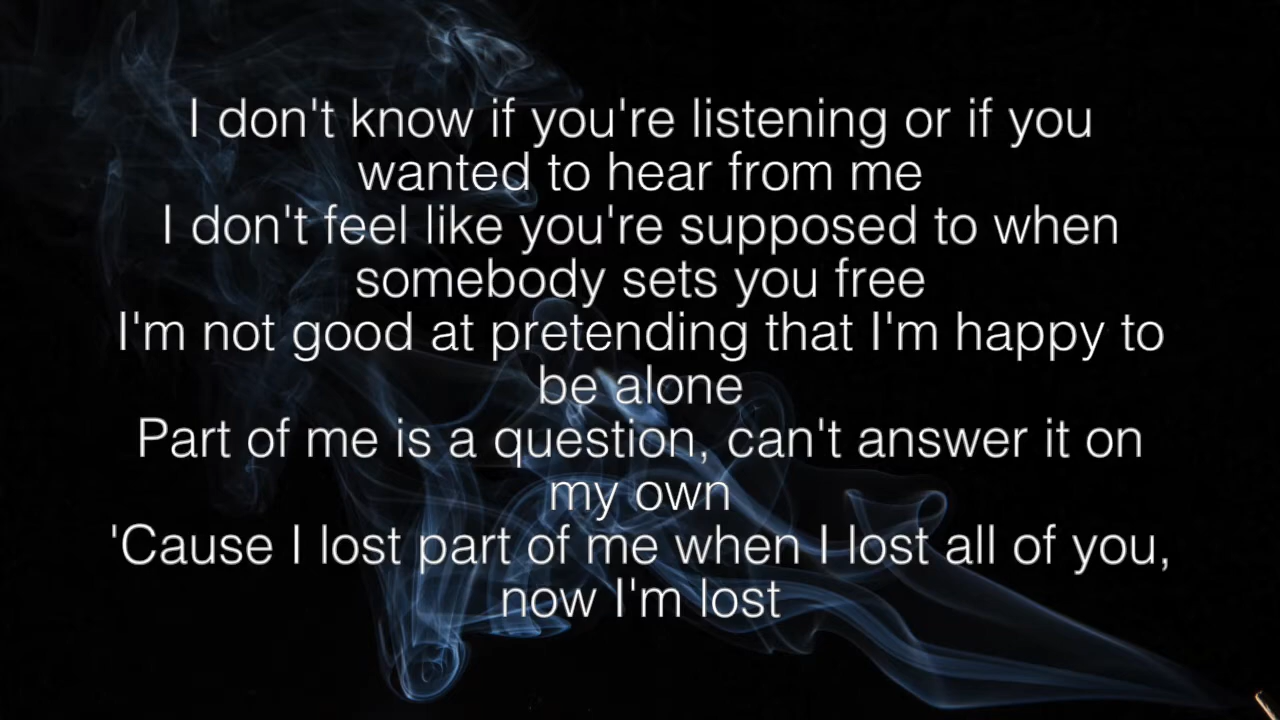 I don't know if you're listening or if you
wanted to hear from me
I don't feel like you're supposed to when
somebody sets you free
I'm not good at pretending that I'm happy to
be alone
Part of me is a question, can't answer it on
my own
'Cause I lost part of me when I lost all of you,
now I'm lost